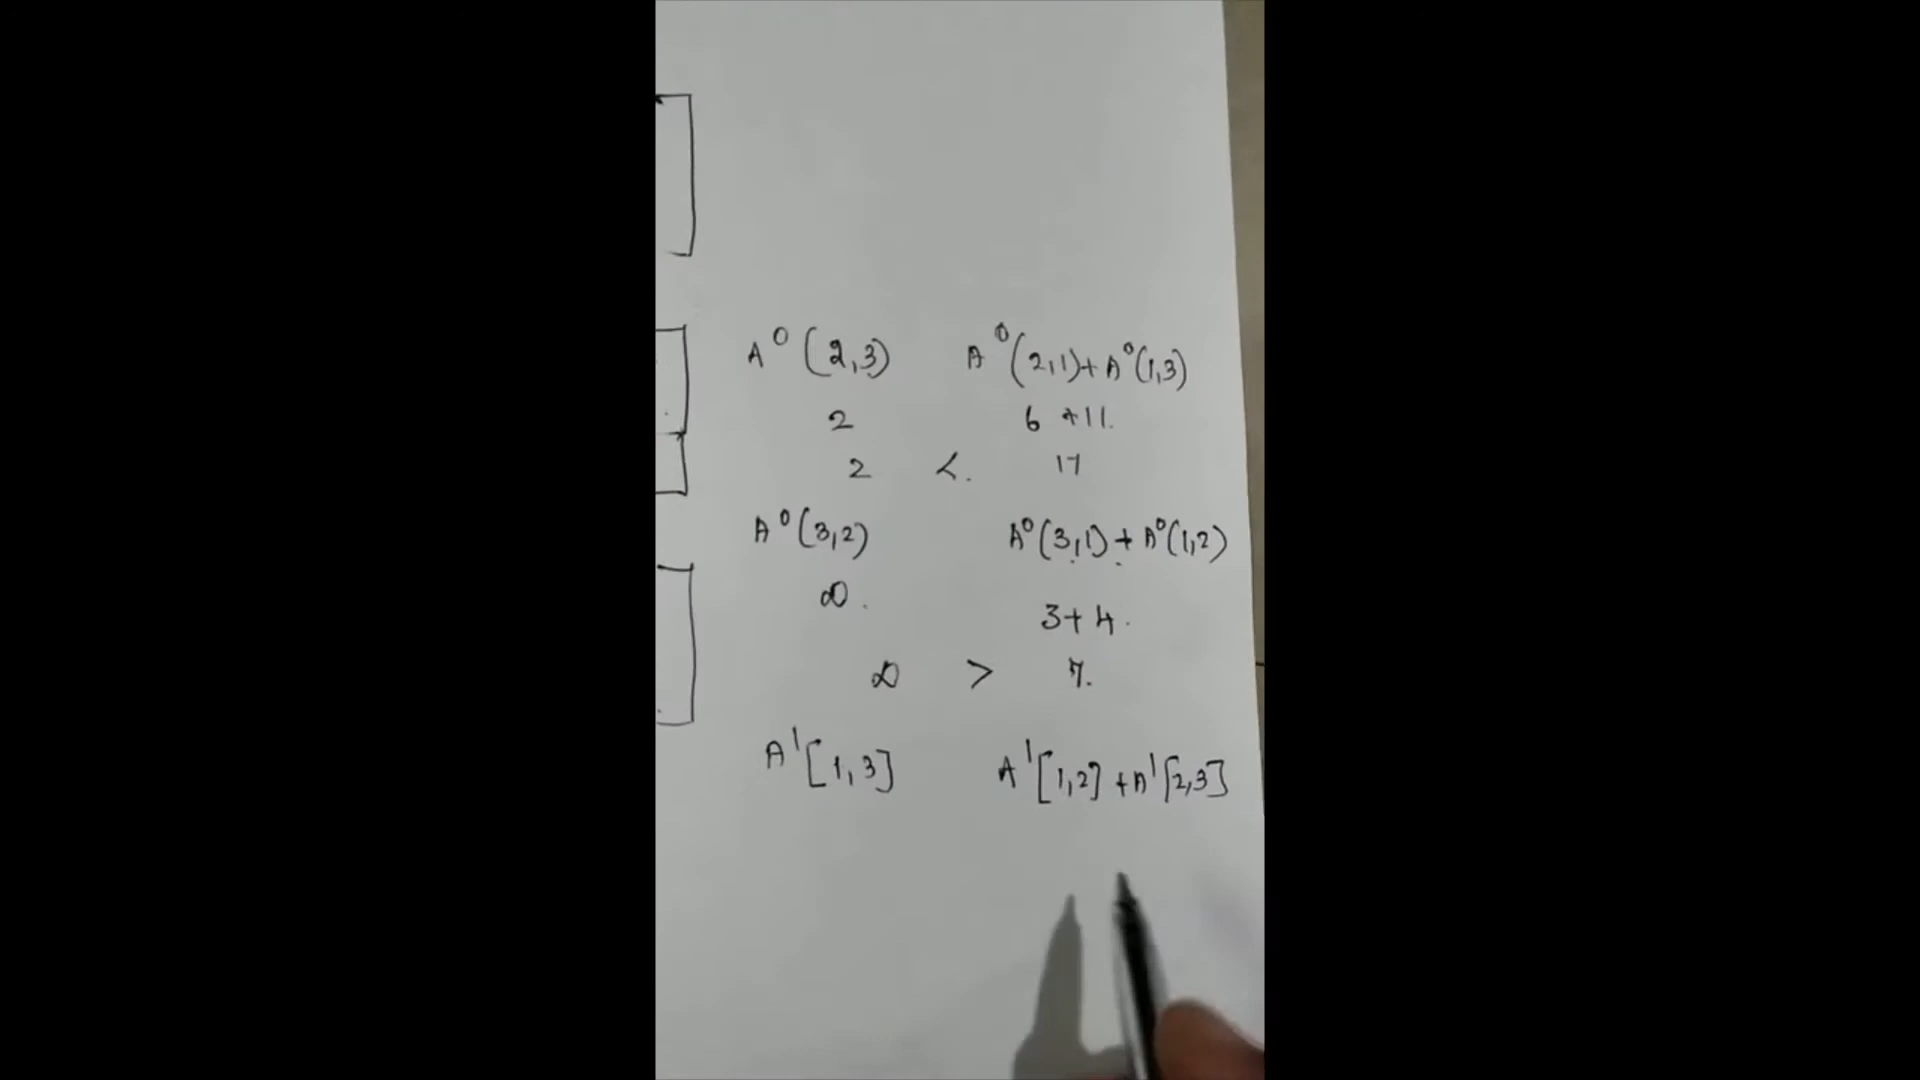 A⁰(2,3) A⁰(2,1)+A⁰(1,3)
2 6 +11.
2 <. 17
A⁰(3,2) A⁰(3,1)+A⁰(1,2)
∞. 3+4.
∞ > 7.
A¹[1,3] A¹[1,2]+A¹[2,3]